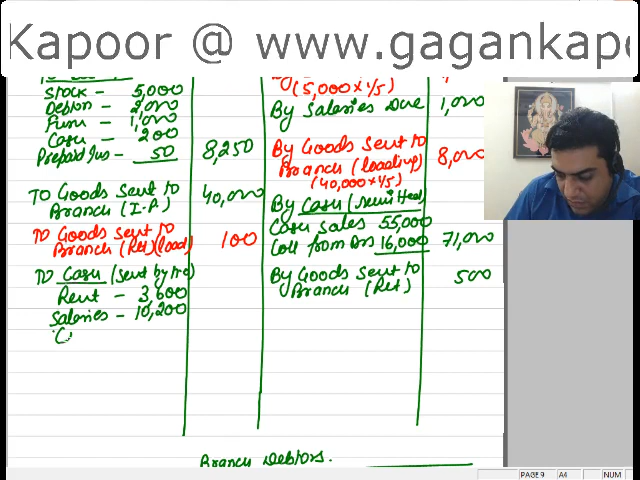 Kapoor @ www.gagankapo
Stock - 5,000
Debtors - 2,000
Furn - 1,000
Cash - 200
Prepaid Ins - 50
8,250
To Goods Sent to
Branch (I.P)
40,000
To Goods Sent to
Branch (Ret) (load)
100
To Cash (Sent by HO)
Rent - 3,600
Salaries - 10,200
(5,000 x 1/5)
By Salaries Due
1,000
By Goods Sent to
Branch (loading)
(40,000 x 1/5)
8,000
By Cash (Remitted)
Cash Sales 55,000
Coll from Drs 16,000
71,000
By Goods Sent to
Branch (Ret)
500
Branch Debtors.
PAGE 9 A4 NUM